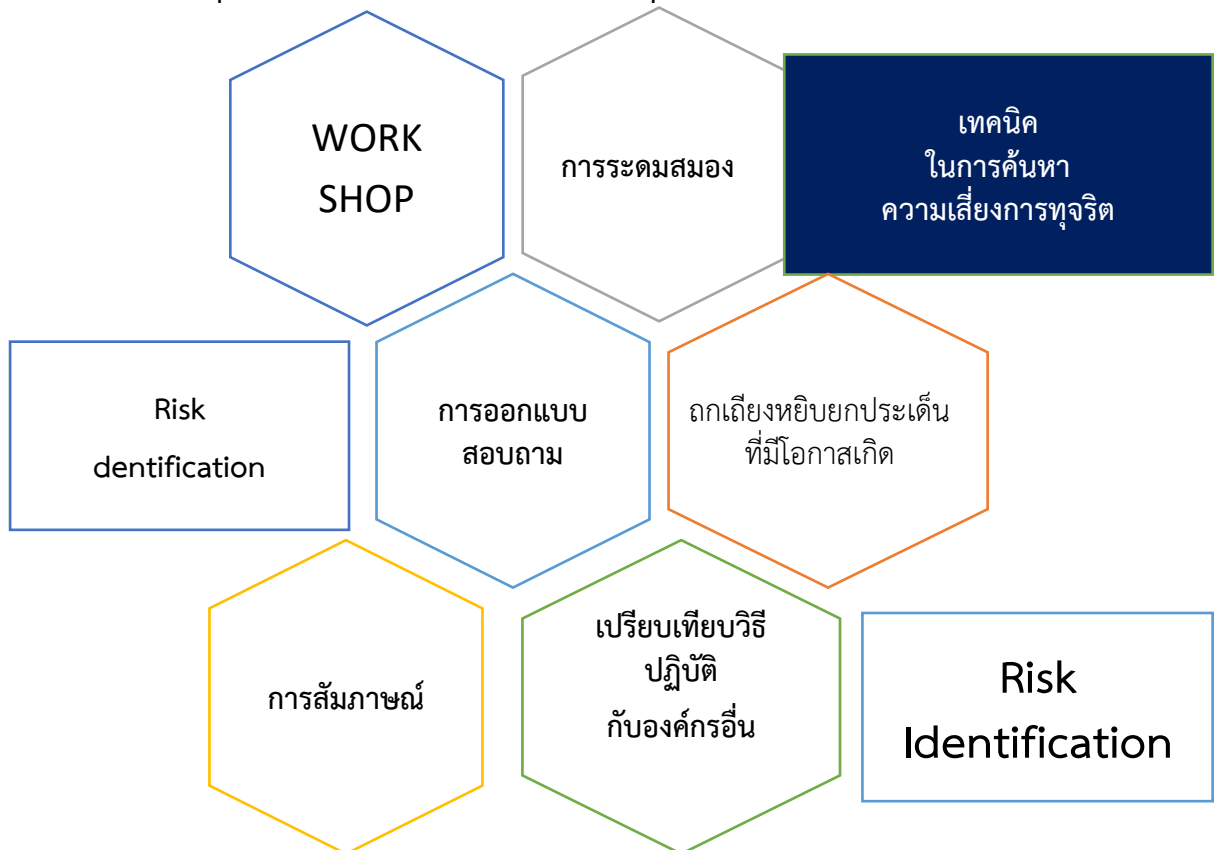 WORK
SHOP
การระดมสมอง
เทคนิค
ในการค้นหา
ความเสี่ยงการทุจริต
Risk
dentification
การออกแบบ
สอบถาม
ถกเถียงหยิบยกประเด็น
ที่มีโอกาสเกิด
การสัมภาษณ์
เปรียบเทียบวิธี
ปฏิบัติ
กับองค์กรอื่น
Risk
Identification